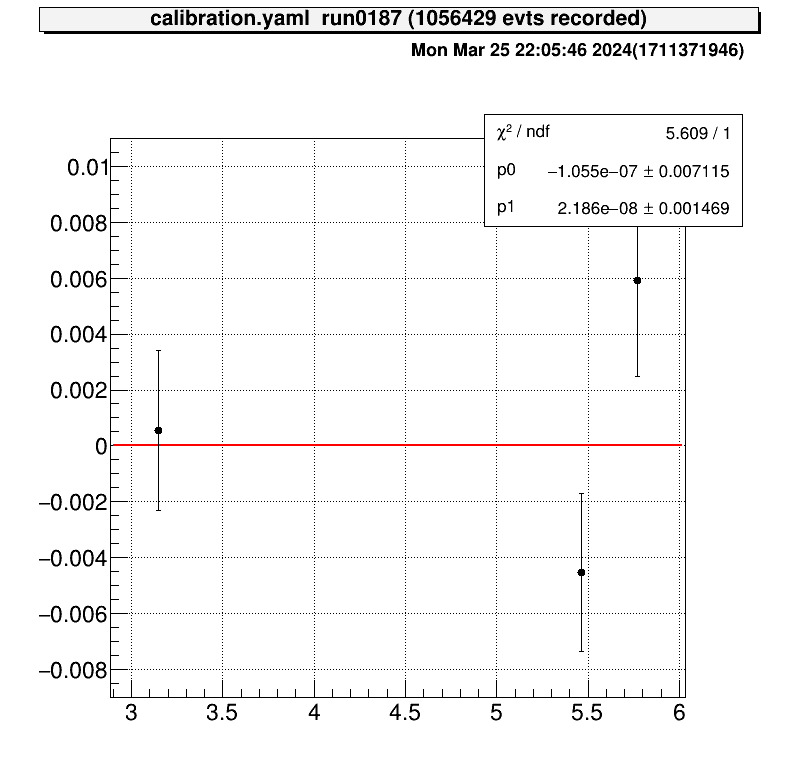 calibration.yaml run0187 (1056429 evts recorded)
Mon Mar 25 22:05:46 2024(1711371946)
χ² / ndf 5.609 / 1
p0 −1.055e−07 ± 0.007115
p1 2.186e−08 ± 0.001469
0.01
0.008
0.006
0.004
0.002
0
−0.002
−0.004
−0.006
−0.008
3 3.5 4 4.5 5 5.5 6